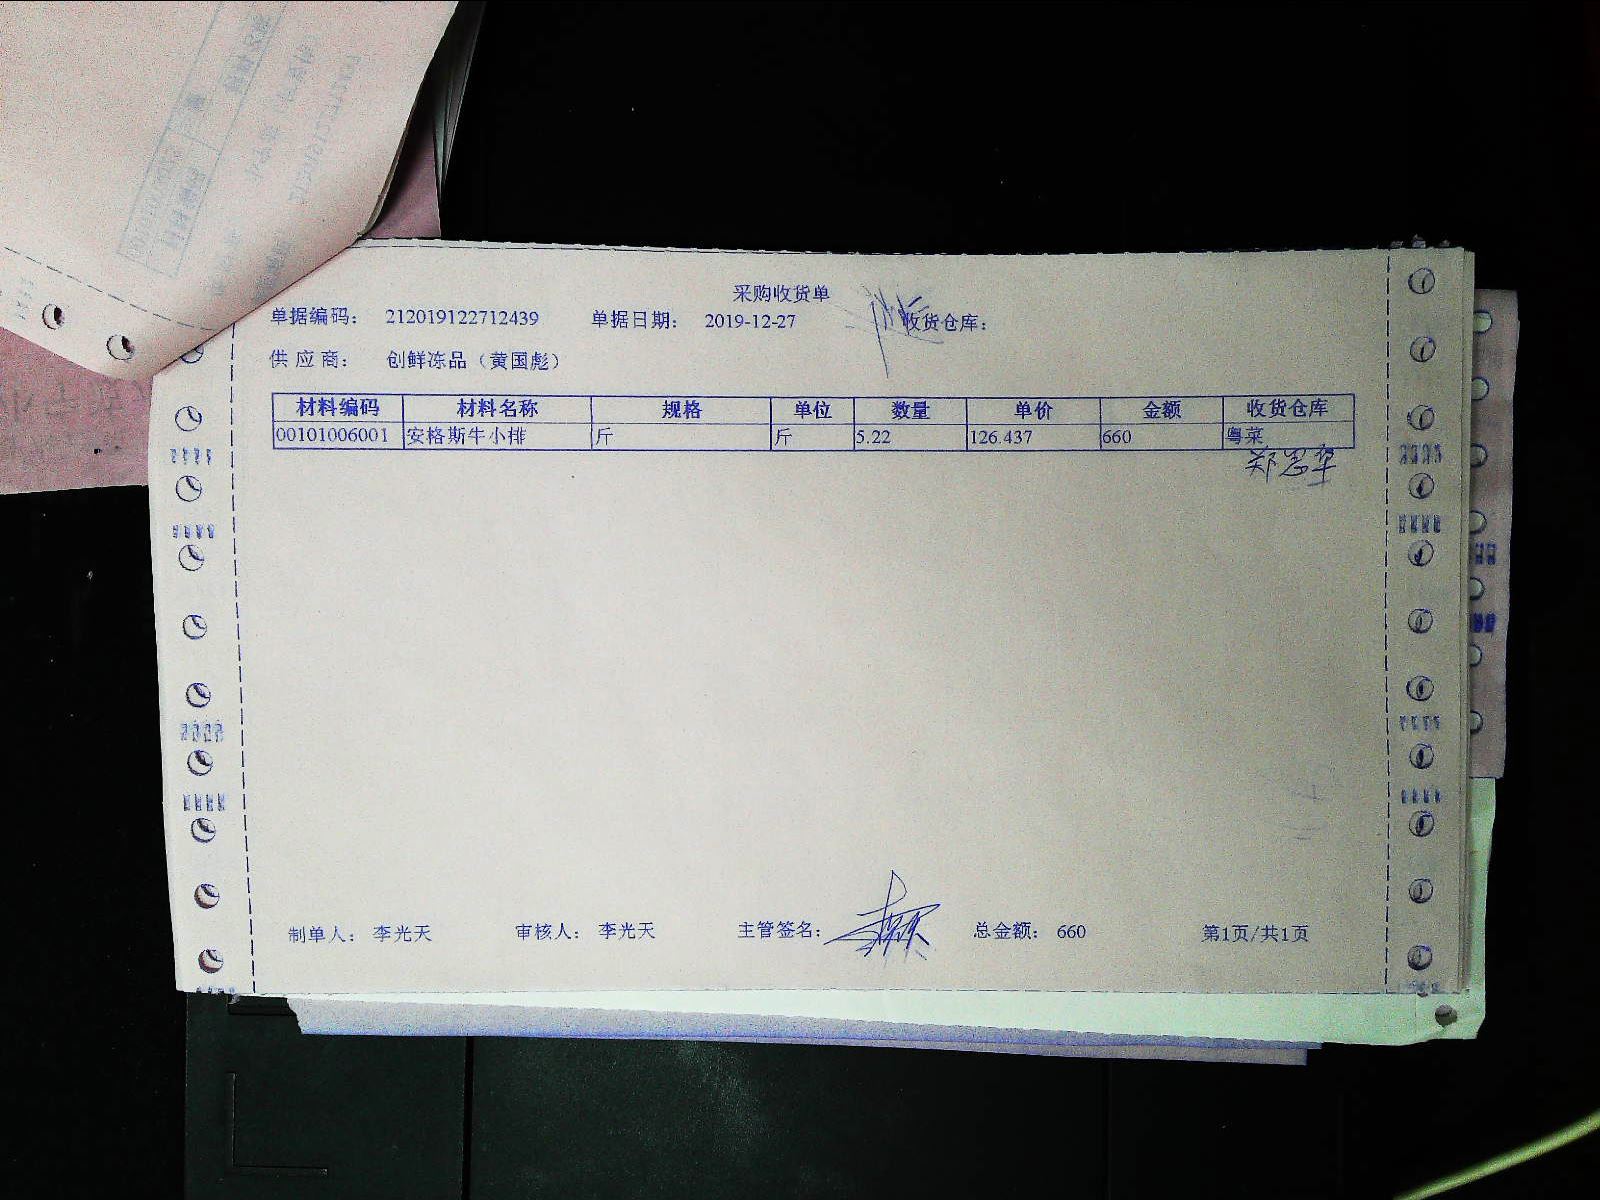 采购收货单
单据编码： 212019122712439 单据日期： 2019-12-27 收货仓库：
供应商： 创鲜冻品（黄国彪）
材料编码 材料名称 规格 单位 数量 单价 金额 收货仓库
00101006001 安格斯牛小排 斤 斤 5.22 126.437 660 粤菜
制单人： 李光天 审核人： 李光天 主管签名： 总金额： 660 第1页/共1页